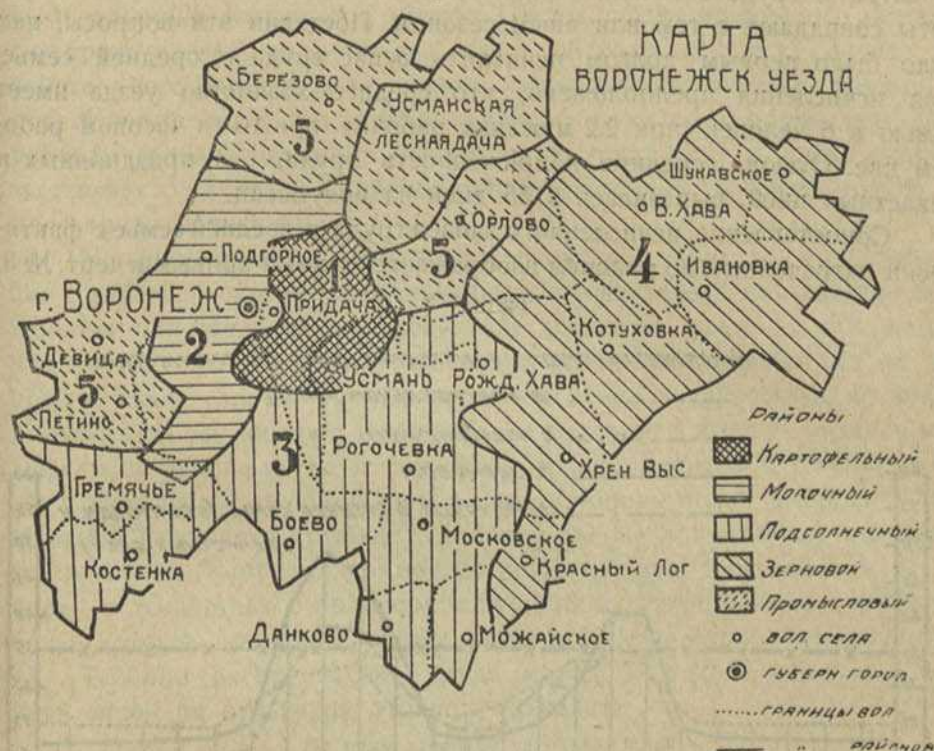 КАРТА
ВОРОНЕЖСК. УЕЗДА
БЕРЕЗОВО
5
УСМАНСКАЯ
ЛЕСНАЯ ДАЧА
ШУКАВСКОЕ
В. ХАВА
ОРЛОВО
5
4
ИВАНОВКА
ПОДГОРНОЕ
1
г. ВОРОНЕЖ
ПРИДАЧА
КОТУХОВКА
2
ДЕВИЦА
5
ПЕТИНО
УСМАНЬ
РОЖД. ХАВА
3
РОГОЧЕВКА
ХРЕН ВЫС
ГРЕМЯЧЬЕ
БОЕВО
МОСКОВСКОЕ
КОСТЕНКА
КРАСНЫЙ ЛОГ
ДАНКОВО
МОЖАЙСКОЕ
РАЙОНЫ
КАРТОФЕЛЬНЫЙ
МОЛОЧНЫЙ
ПОДСОЛНЕЧНЫЙ
ЗЕРНОВОЙ
ПРОМЫСЛОВЫЙ
ВОЛ. СЕЛА
ГУБЕРН ГОРОД
ГРАНИЦЫ ВОЛ
" РАЙОНОВ